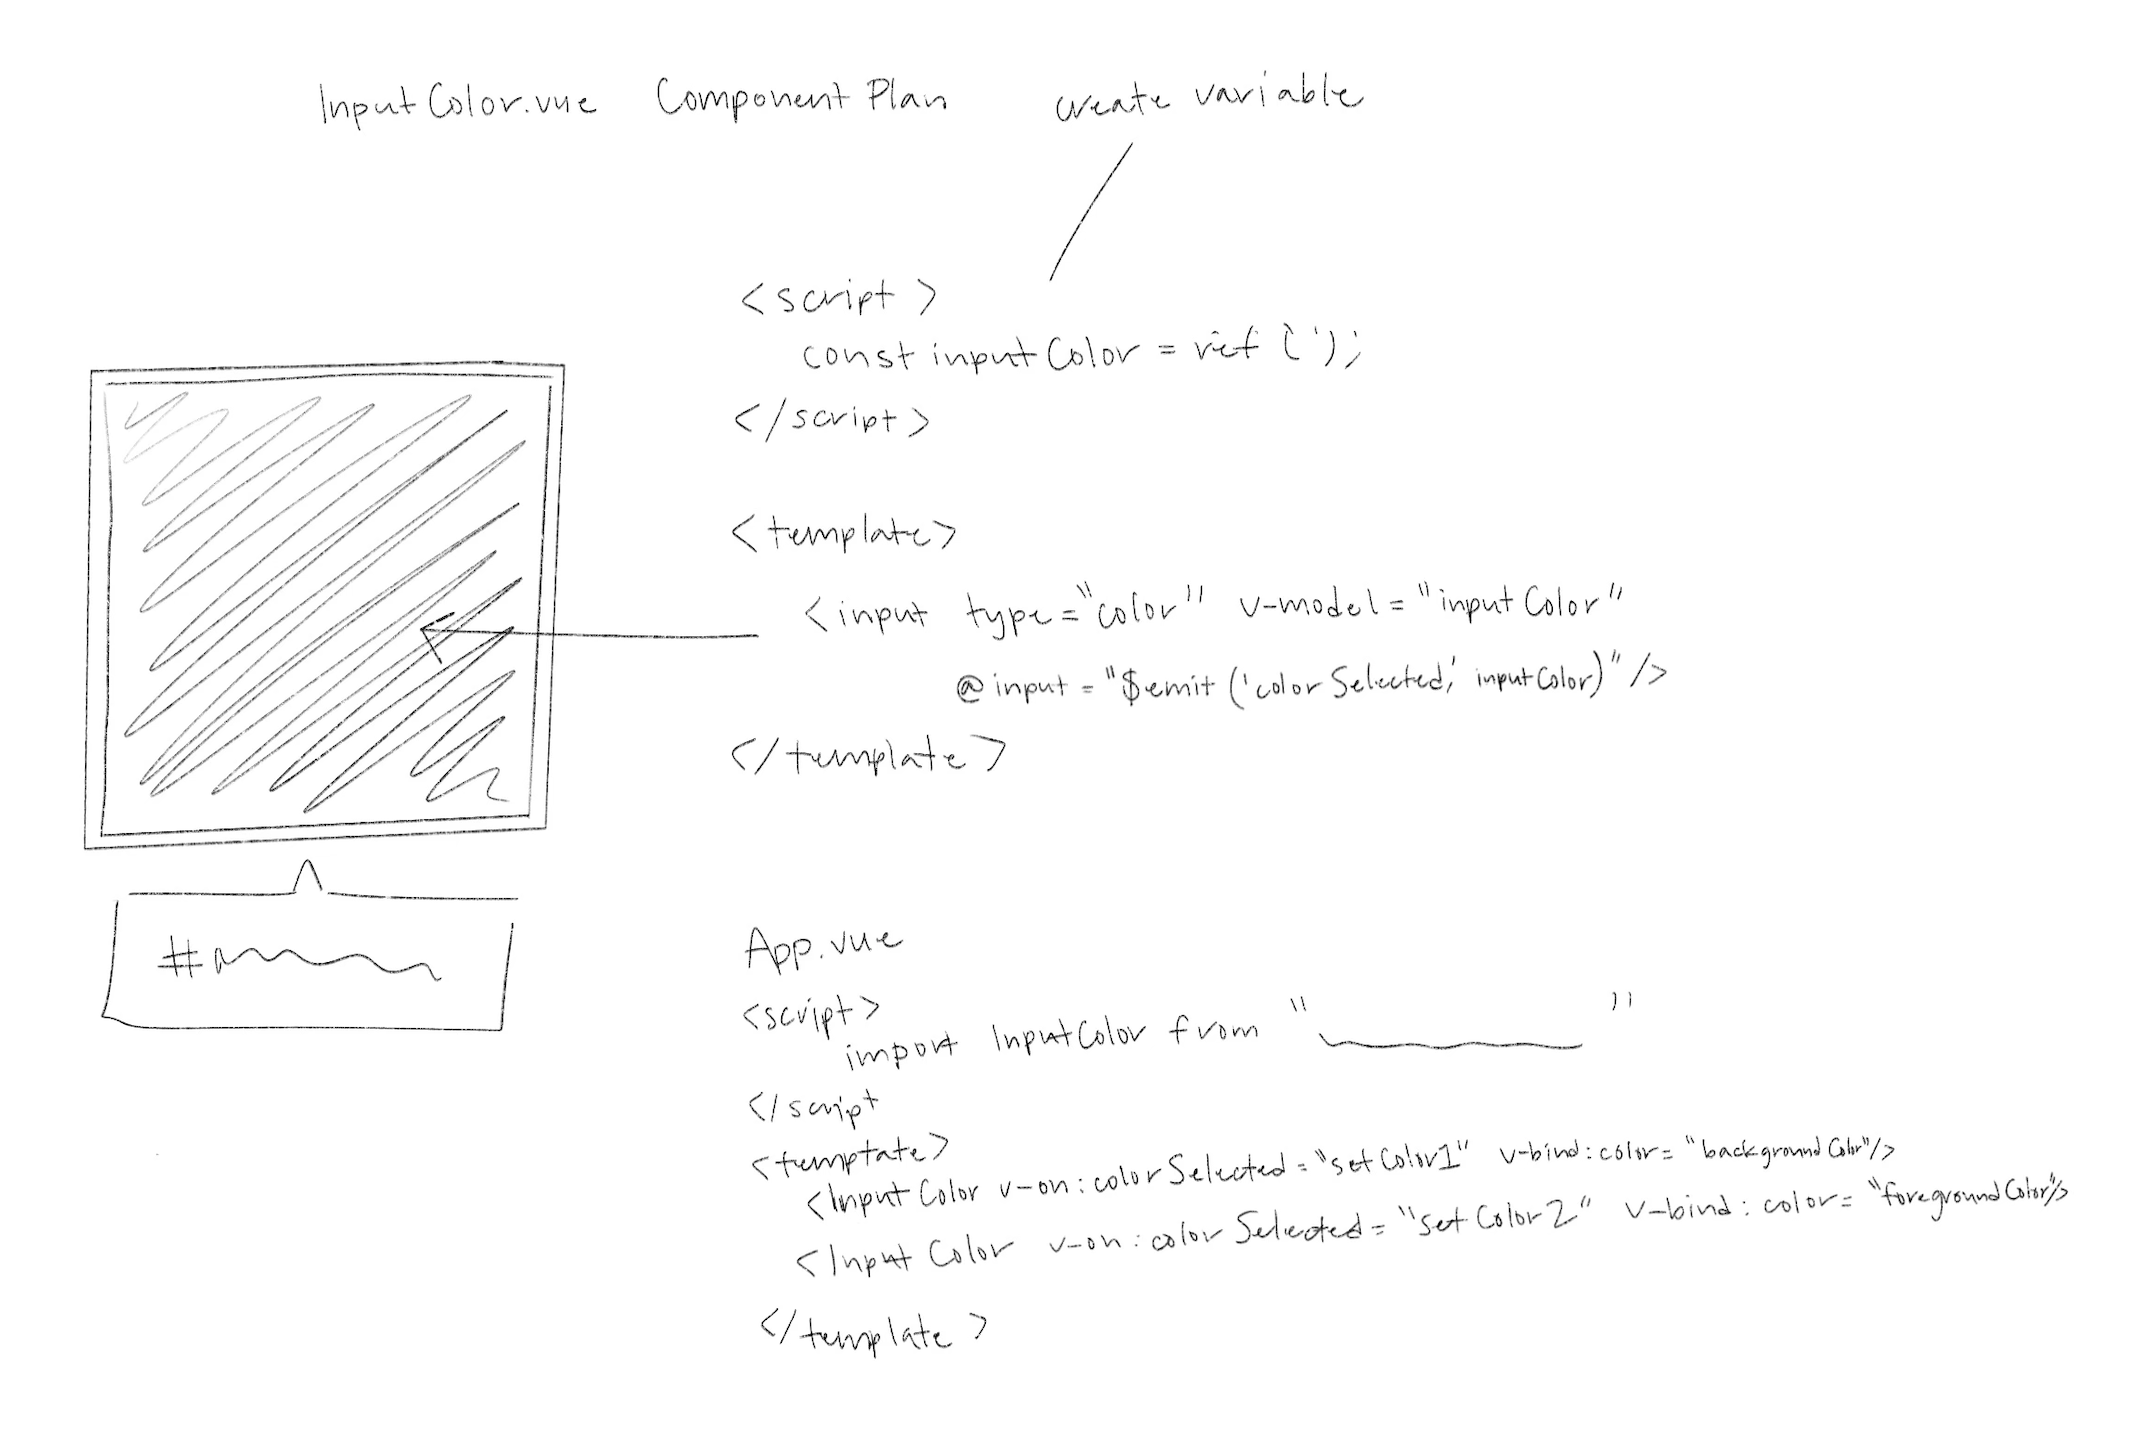 InputColor.vue Component Plan
create variable
<script>
const inputColor = ref (');
</script>
<template>
<input type="color" v-model="inputColor"
@input="$emit('colorSelected,' inputColor)"/>
</template>
#
App.vue
<script>
import InputColor from " "
</script
<temptate>
<InputColor v-on:colorSelected="setColor1" v-bind:color="backgroundColor"/>
<InputColor v-on:colorSelected="setColor2" v-bind:color="foregroundColor"/>
</template>